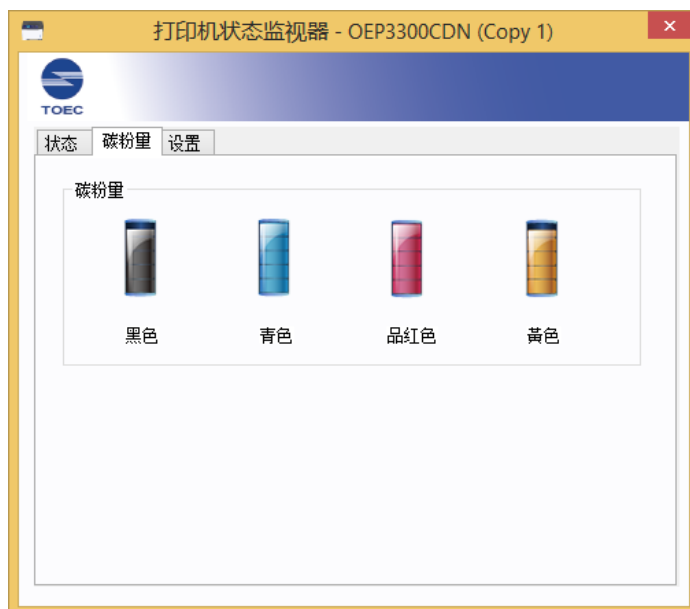 打印机状态监视器 - OEP3300CDN (Copy 1)
TOEC
状态 碳粉量 设置
碳粉量
黑色 青色 品红色 黃色